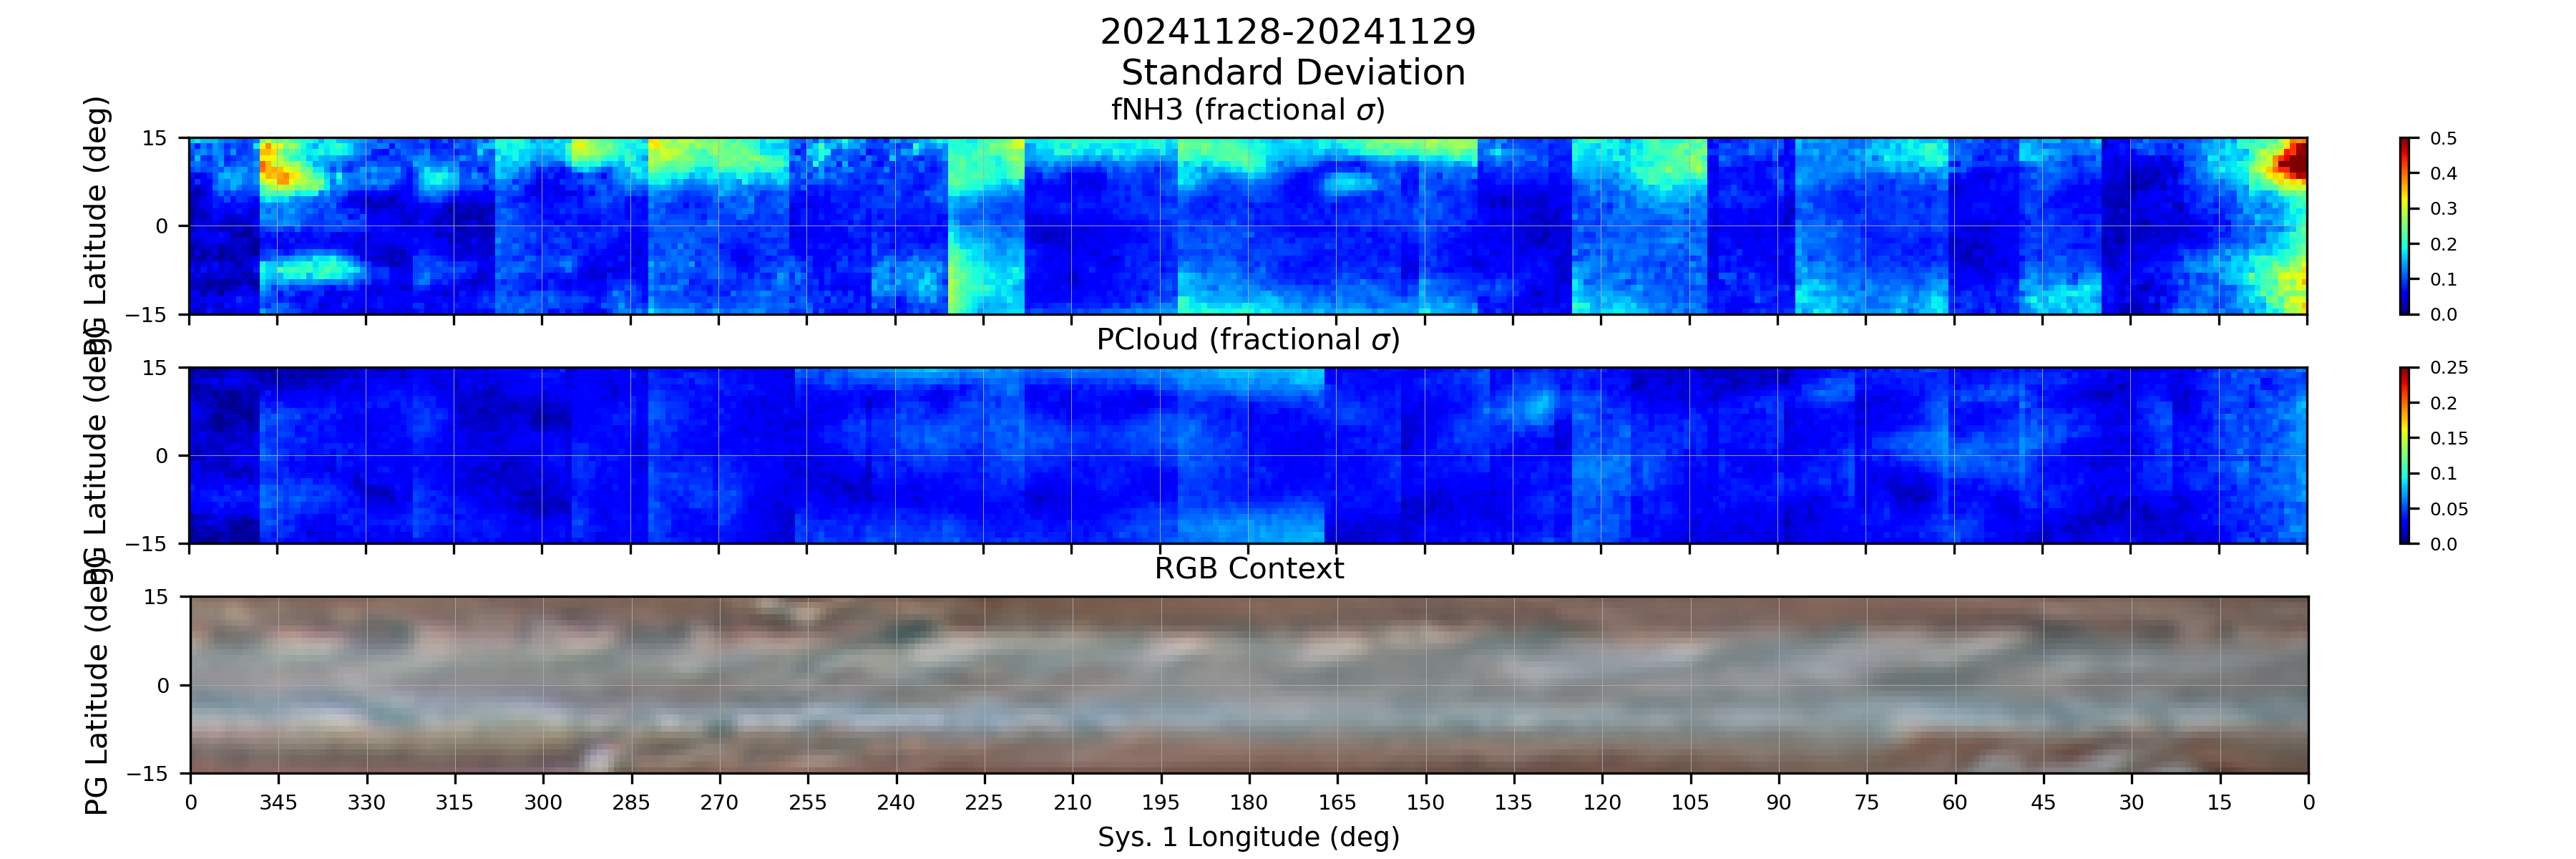 20241128-20241129
Standard Deviation
fNH3 (fractional σ)
PG Latitude (deg)
15
0
−15
0.5
0.4
0.3
0.2
0.1
0.0
PCloud (fractional σ)
PG Latitude (deg)
15
0
−15
0.25
0.2
0.15
0.1
0.05
0.0
RGB Context
PG Latitude (deg)
15
0
−15
0 345 330 315 300 285 270 255 240 225 210 195 180 165 150 135 120 105 90 75 60 45 30 15 0
Sys. 1 Longitude (deg)